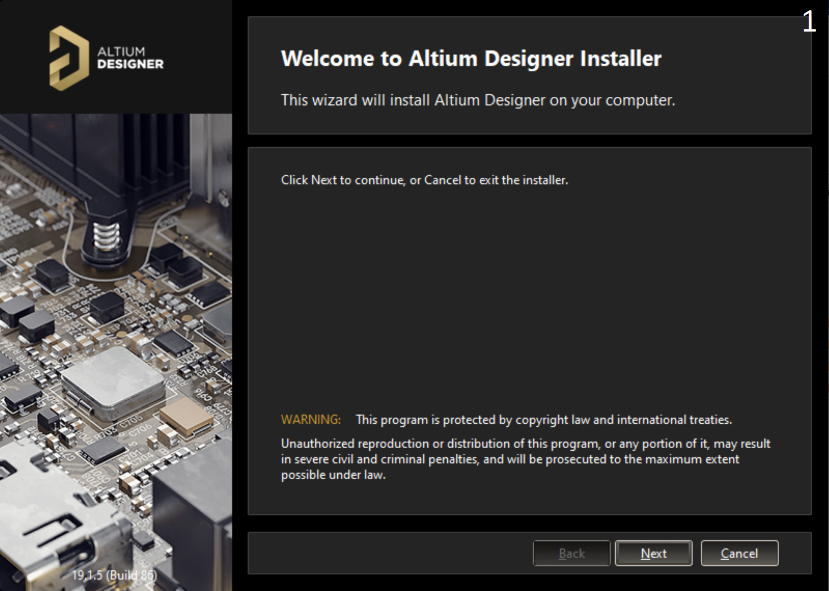 1
ALTIUM
DESIGNER
Welcome to Altium Designer Installer
This wizard will install Altium Designer on your computer.
Click Next to continue, or Cancel to exit the installer.
WARNING: This program is protected by copyright law and international treaties.
Unauthorized reproduction or distribution of this program, or any portion of it, may result
in severe civil and criminal penalties, and will be prosecuted to the maximum extent
possible under law.
19.1.5 (Build 86)
Back
Next
Cancel